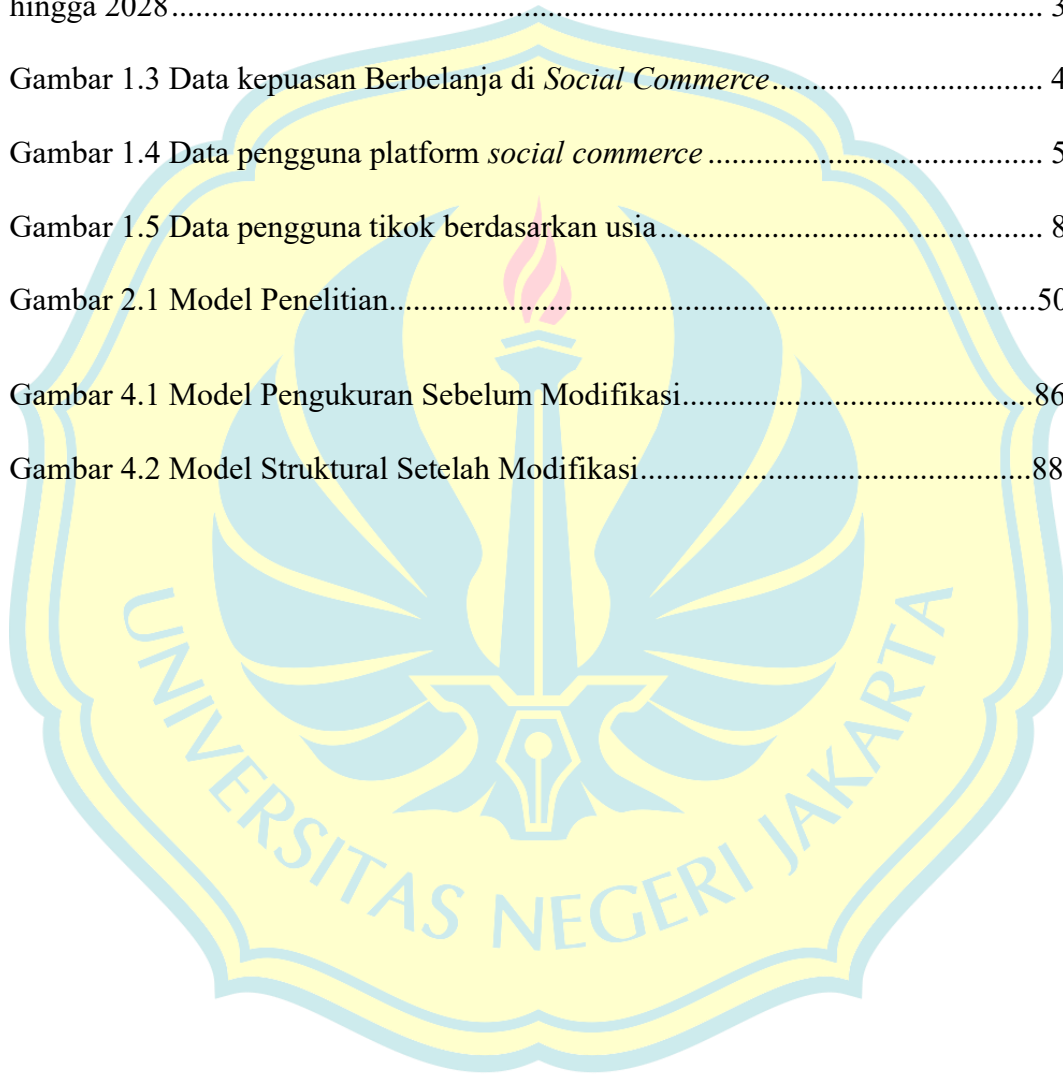 hingga 2028........................................................................................................ 3
Gambar 1.3 Data kepuasan Berbelanja di Social Commerce.................................. 4
Gambar 1.4 Data pengguna platform social commerce.......................................... 5
Gambar 1.5 Data pengguna tikok berdasarkan usia................................................ 8
Gambar 2.1 Model Penelitian................................................................................50
Gambar 4.1 Model Pengukuran Sebelum Modifikasi............................................86
Gambar 4.2 Model Struktural Setelah Modifikasi.................................................88
UNIVERSITAS NEGERI JAKARTA